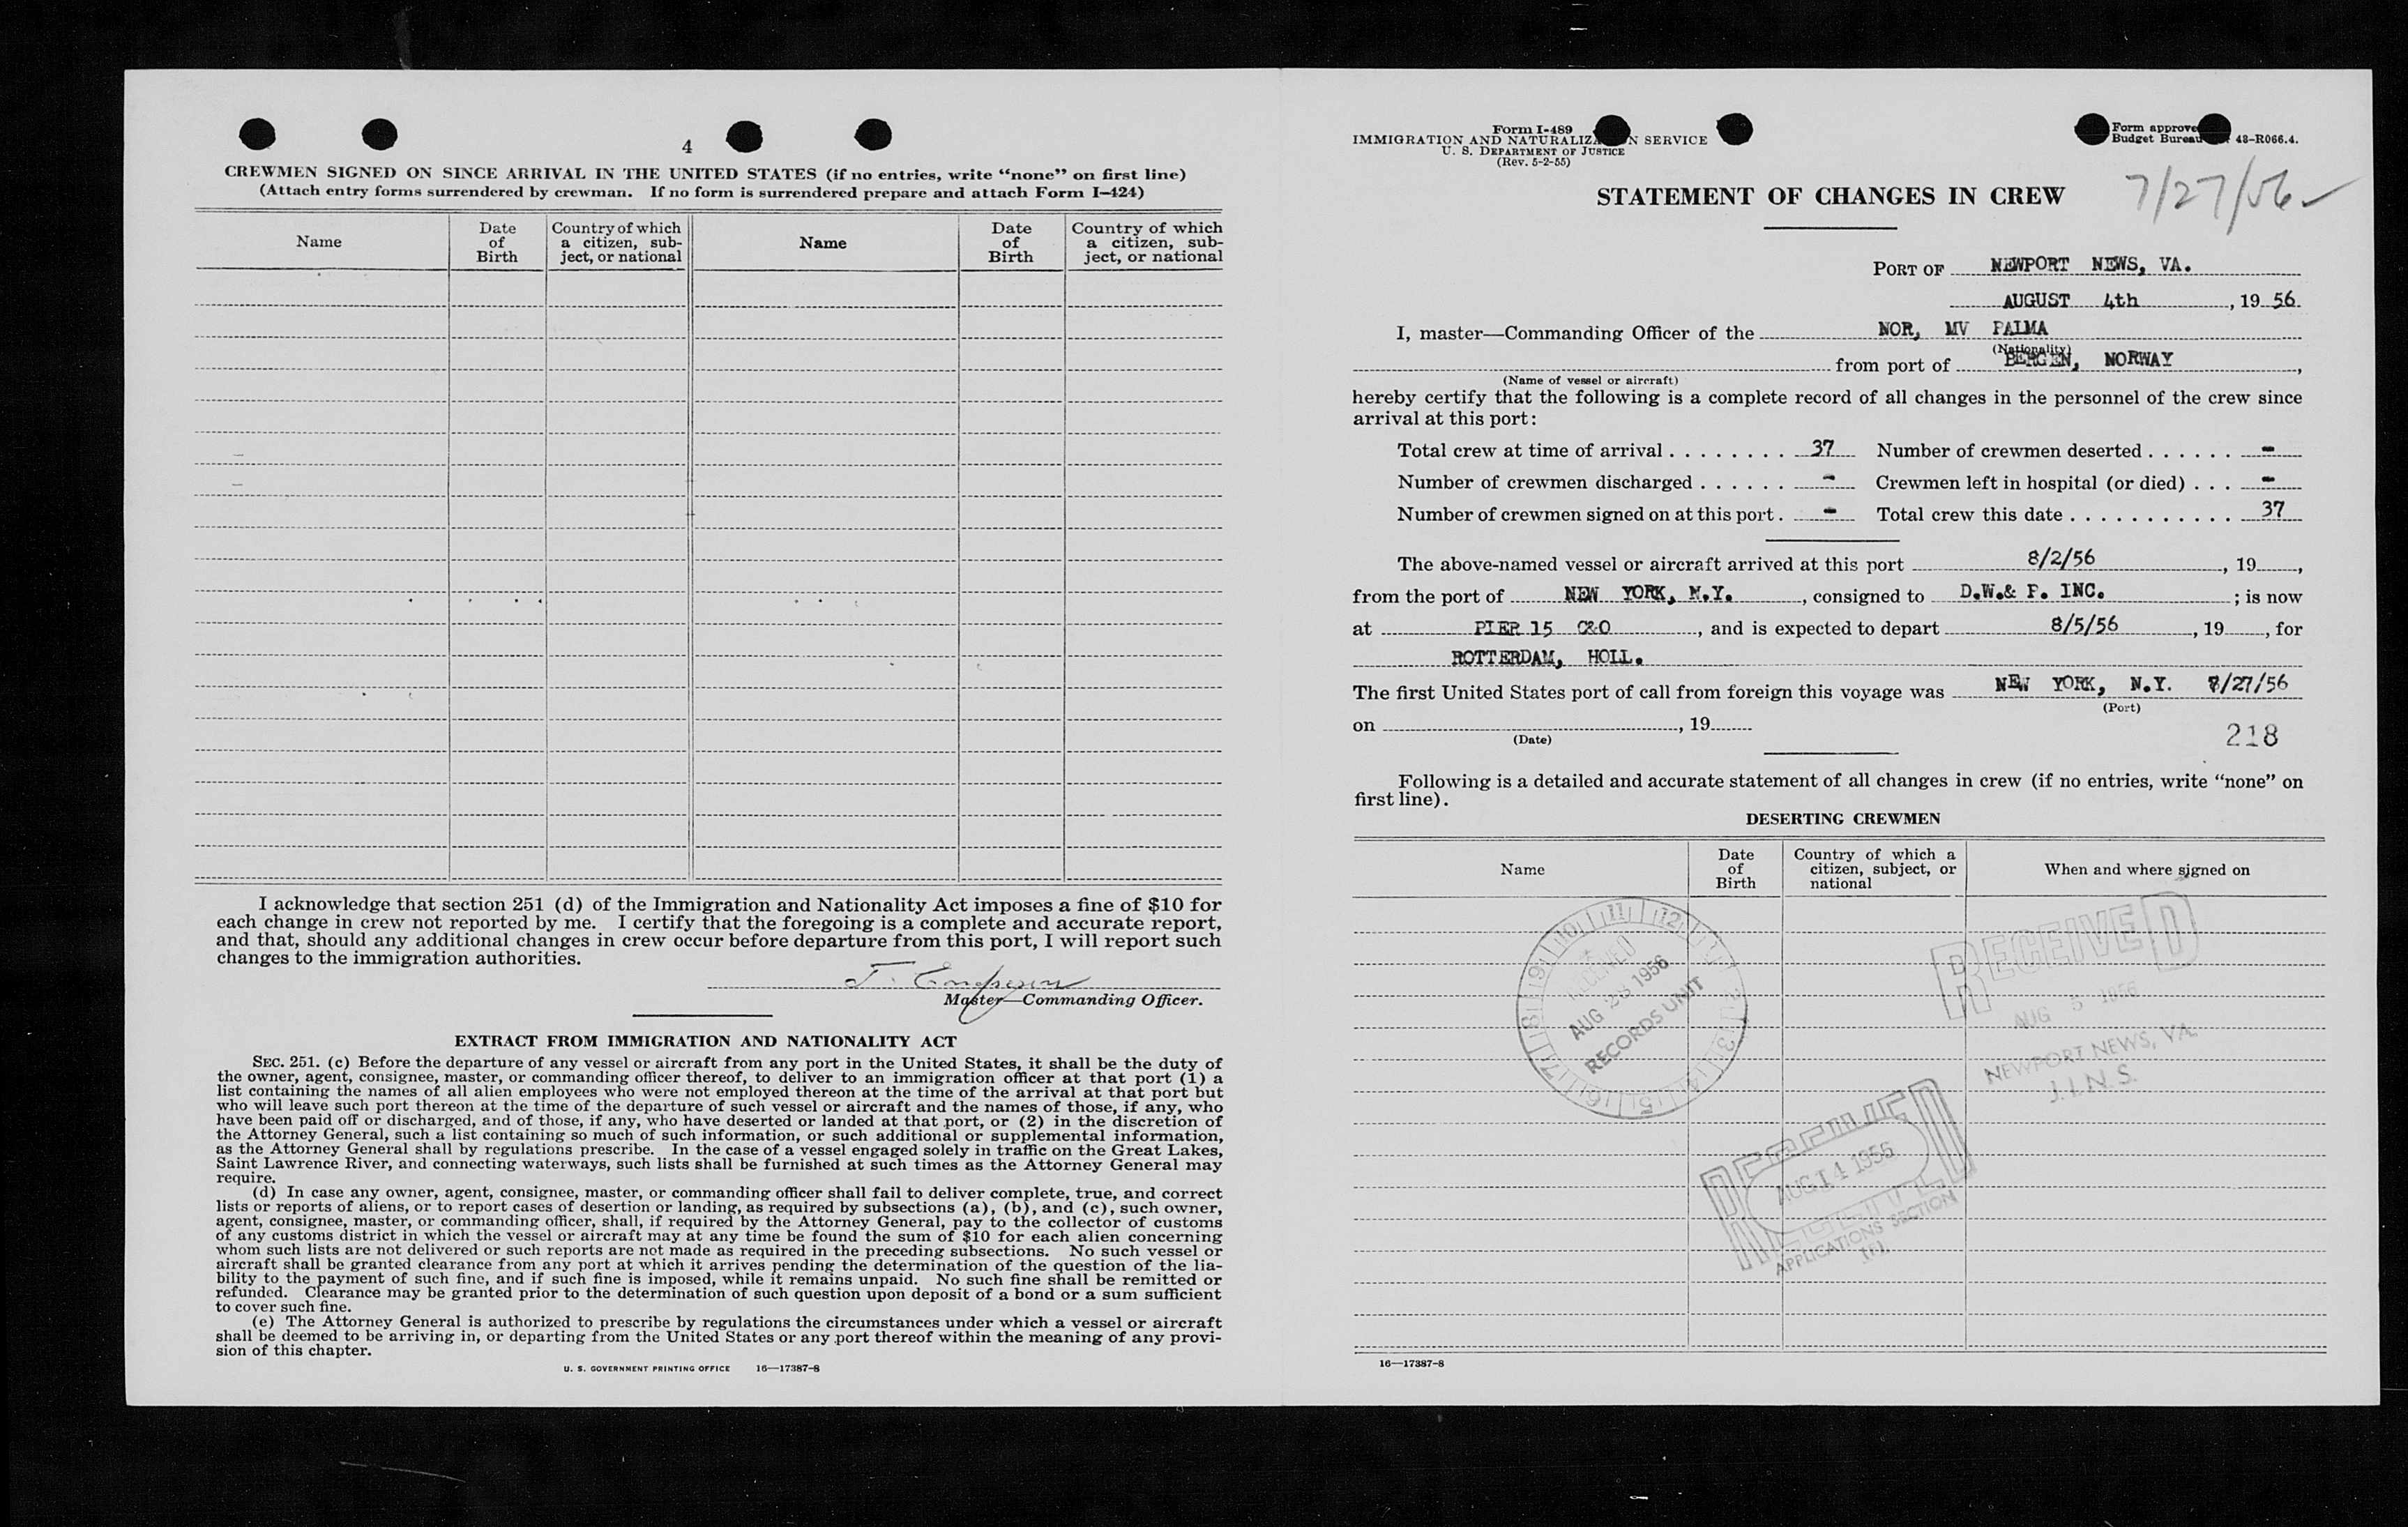 4
CREWMEN SIGNED ON SINCE ARRIVAL IN THE UNITED STATES (if no entries, write “none” on first line)
(Attach entry forms surrendered by crewman. If no form is surrendered prepare and attach Form I-424)
Name Date of Birth Country of which a citizen, sub- ject, or national Name Date of Birth Country of which a citizen, sub- ject, or national
I acknowledge that section 251 (d) of the Immigration and Nationality Act imposes a fine of $10 for
each change in crew not reported by me. I certify that the foregoing is a complete and accurate report,
and that, should any additional changes in crew occur before departure from this port, I will report such
changes to the immigration authorities.
Master—Commanding Officer.
EXTRACT FROM IMMIGRATION AND NATIONALITY ACT
SEC. 251. (c) Before the departure of any vessel or aircraft from any port in the United States, it shall be the duty of
the owner, agent, consignee, master, or commanding officer thereof, to deliver to an immigration officer at that port (1) a
list containing the names of all alien employees who were not employed thereon at the time of the arrival at that port but
who will leave such port thereon at the time of the departure of such vessel or aircraft and the names of those, if any, who
have been paid off or discharged, and of those, if any, who have deserted or landed at that port, or (2) in the discretion of
the Attorney General, such a list containing so much of such information, or such additional or supplemental information,
as the Attorney General shall by regulations prescribe. In the case of a vessel engaged solely in traffic on the Great Lakes,
Saint Lawrence River, and connecting waterways, such lists shall be furnished at such times as the Attorney General may
require.
(d) In case any owner, agent, consignee, master, or commanding officer shall fail to deliver complete, true, and correct
lists or reports of aliens, or to report cases of desertion or landing, as required by subsections (a), (b), and (c), such owner,
agent, consignee, master, or commanding officer, shall, if required by the Attorney General, pay to the collector of customs
of any customs district in which the vessel or aircraft may at any time be found the sum of $10 for each alien concerning
whom such lists are not delivered or such reports are not made as required in the preceding subsections. No such vessel or
aircraft shall be granted clearance from any port at which it arrives pending the determination of the question of the lia-
bility to the payment of such fine, and if such fine is imposed, while it remains unpaid. No such fine shall be remitted or
refunded. Clearance may be granted prior to the determination of such question upon deposit of a bond or a sum sufficient
to cover such fine.
(e) The Attorney General is authorized to prescribe by regulations the circumstances under which a vessel or aircraft
shall be deemed to be arriving in, or departing from the United States or any port thereof within the meaning of any provi-
sion of this chapter.
U. S. GOVERNMENT PRINTING OFFICE 16—17387-8
Form I-489
IMMIGRATION AND NATURALIZA N SERVICE
U. S. DEPARTMENT OF JUSTICE
(Rev. 5-2-55)
Form approve
Budget Bureau 43-R066.4.
STATEMENT OF CHANGES IN CREW
7/27/56
PORT OF NEWPORT NEWS, VA.
AUGUST 4th, 19 56
I, master—Commanding Officer of the NOR, MV PALMA
(Nationality)
from port of BERGEN, NORWAY,
(Name of vessel or aircraft)
hereby certify that the following is a complete record of all changes in the personnel of the crew since
arrival at this port:
Total crew at time of arrival . . . . . . . . 37 Number of crewmen deserted . . . . . . -
Number of crewmen discharged . . . . . . - Crewmen left in hospital (or died) . . . -
Number of crewmen signed on at this port . - Total crew this date . . . . . . . . . . . . 37
The above-named vessel or aircraft arrived at this port 8/2/56, 19 ,
from the port of NEW YORK, N.Y., consigned to D.W.& P. INC. ; is now
at PIER 15 C&O, and is expected to depart 8/5/56, 19 , for
ROTTERDAM, HOLL.
The first United States port of call from foreign this voyage was NEW YORK, N.Y. 7/27/56
(Port)
on , 19
(Date)
218
Following is a detailed and accurate statement of all changes in crew (if no entries, write “none” on
first line).
DESERTING CREWMEN
Name Date of Birth Country of which a citizen, subject, or national When and where signed on
11 12 1 2 3 4 5 6 7 8 9 10
RECEIVED
AUG 28 1956
RECORDS UNIT
RECEIVED
AUG 5 1956
NEWPORT NEWS, VA.
AUG 14 1956
APPLICATIONS SECTION
16—17387-8